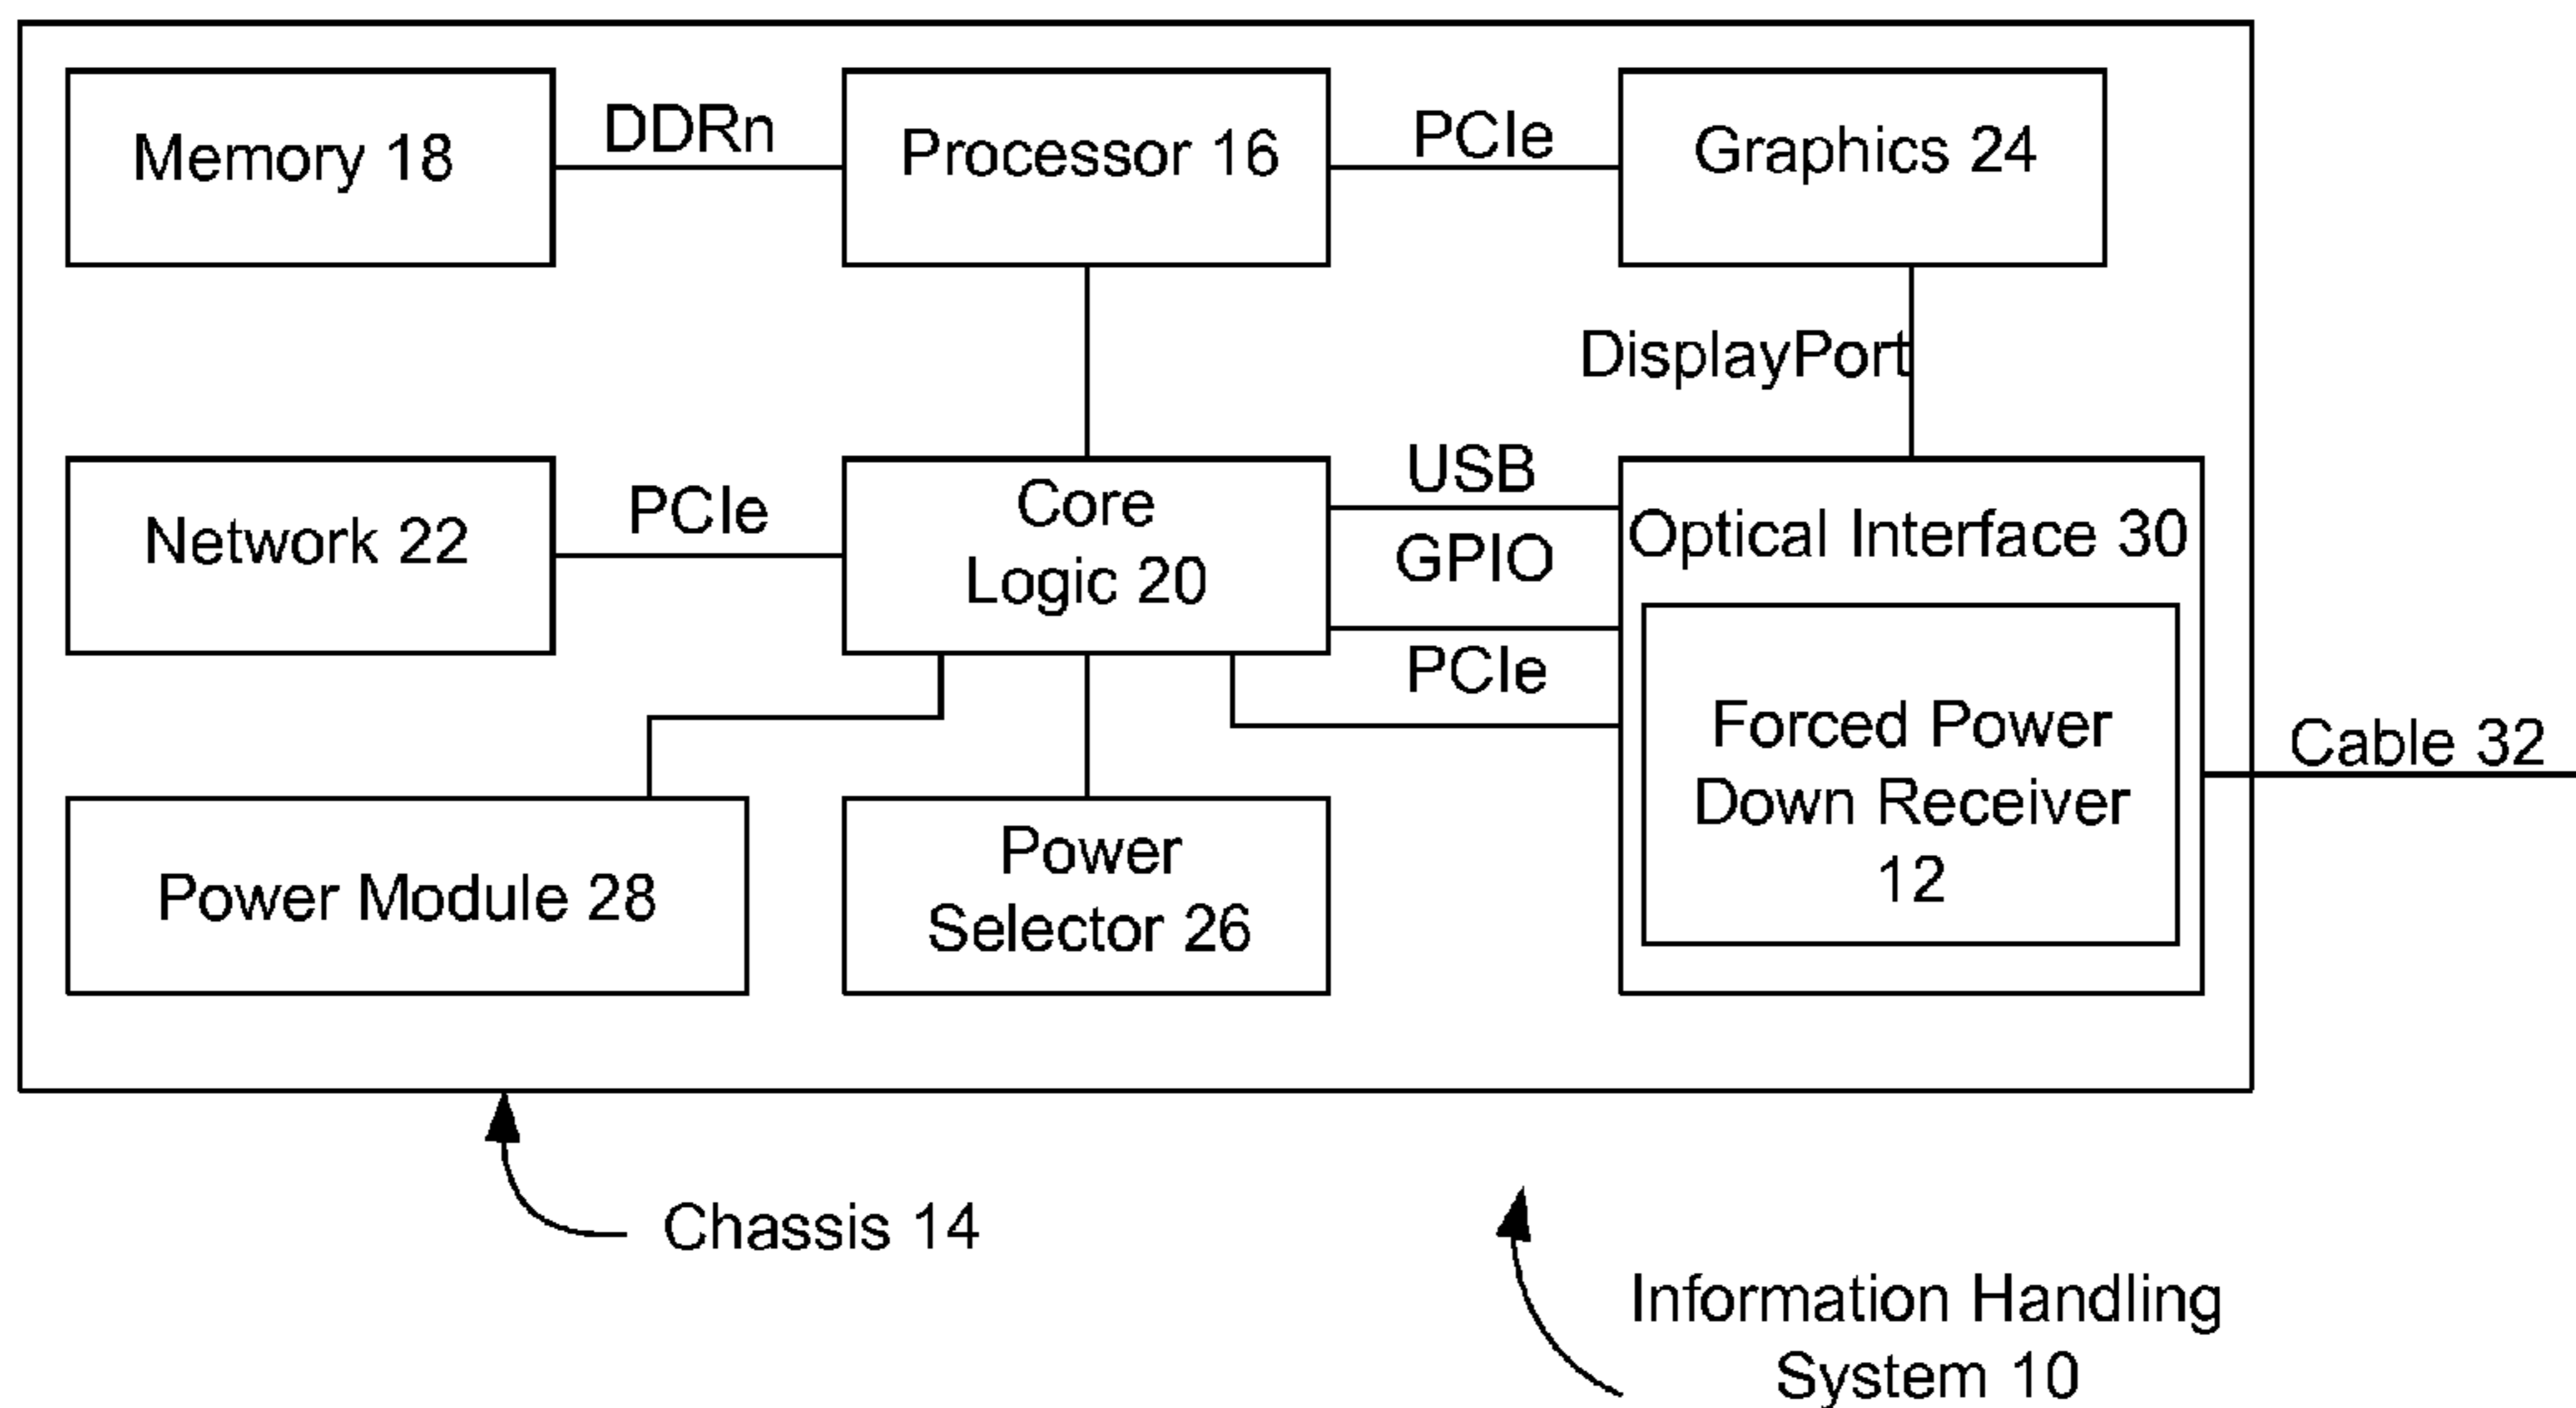 Memory 18
DDRn
Processor 16
PCIe
Graphics 24
DisplayPort
Network 22
PCIe
Core
Logic 20
USB
GPIO
PCIe
Optical Interface 30
Forced Power
Down Receiver
12
Cable 32
Power Module 28
Power
Selector 26
Chassis 14
Information Handling
System 10